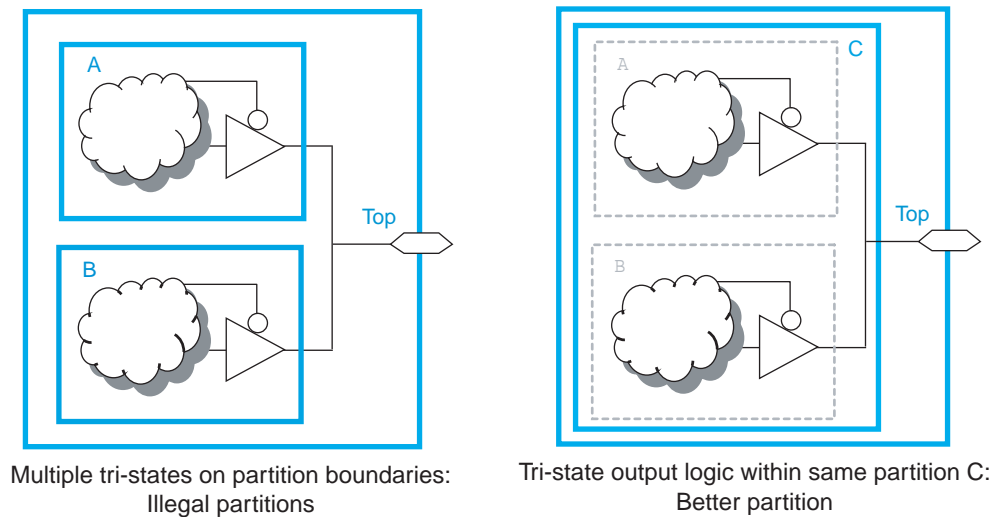 A
Top
B
Multiple tri-states on partition boundaries:
Illegal partitions
C
A
Top
B
Tri-state output logic within same partition C:
Better partition